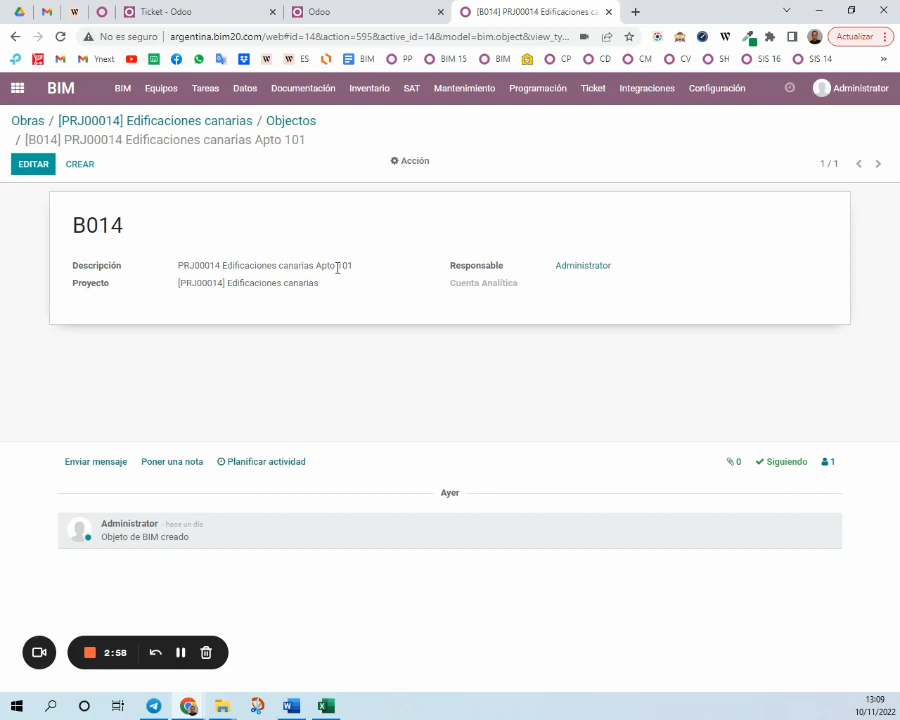 Ticket - Odoo
Odoo
[B014] PRJ00014 Edificaciones ca
No es seguro
argentina.bim20.com/web#id=14&action=595&active_id=14&model=bim.object&view_ty...
Actualizar
Ynext
ES
BIM
PP
BIM 15
BIM
CP
CD
CM
CV
SH
SIS 16
SIS 14
»
BIM
BIM
Equipos
Tareas
Datos
Documentación
Inventario
SAT
Mantenimiento
Programación
Ticket
Integraciones
Configuración
Administrator
Obras / [PRJ00014] Edificaciones canarias / Objectos
/ [B014] PRJ00014 Edificaciones canarias Apto 101
EDITAR
CREAR
Acción
1 / 1
B014
Descripción
PRJ00014 Edificaciones canarias Apto 101
Responsable
Administrator
Proyecto
[PRJ00014] Edificaciones canarias
Cuenta Analítica
Enviar mensaje
Poner una nota
Planificar actividad
0
Siguiendo
1
Ayer
Administrator - hace un día
Objeto de BIM creado
2:58
13:09
10/11/2022